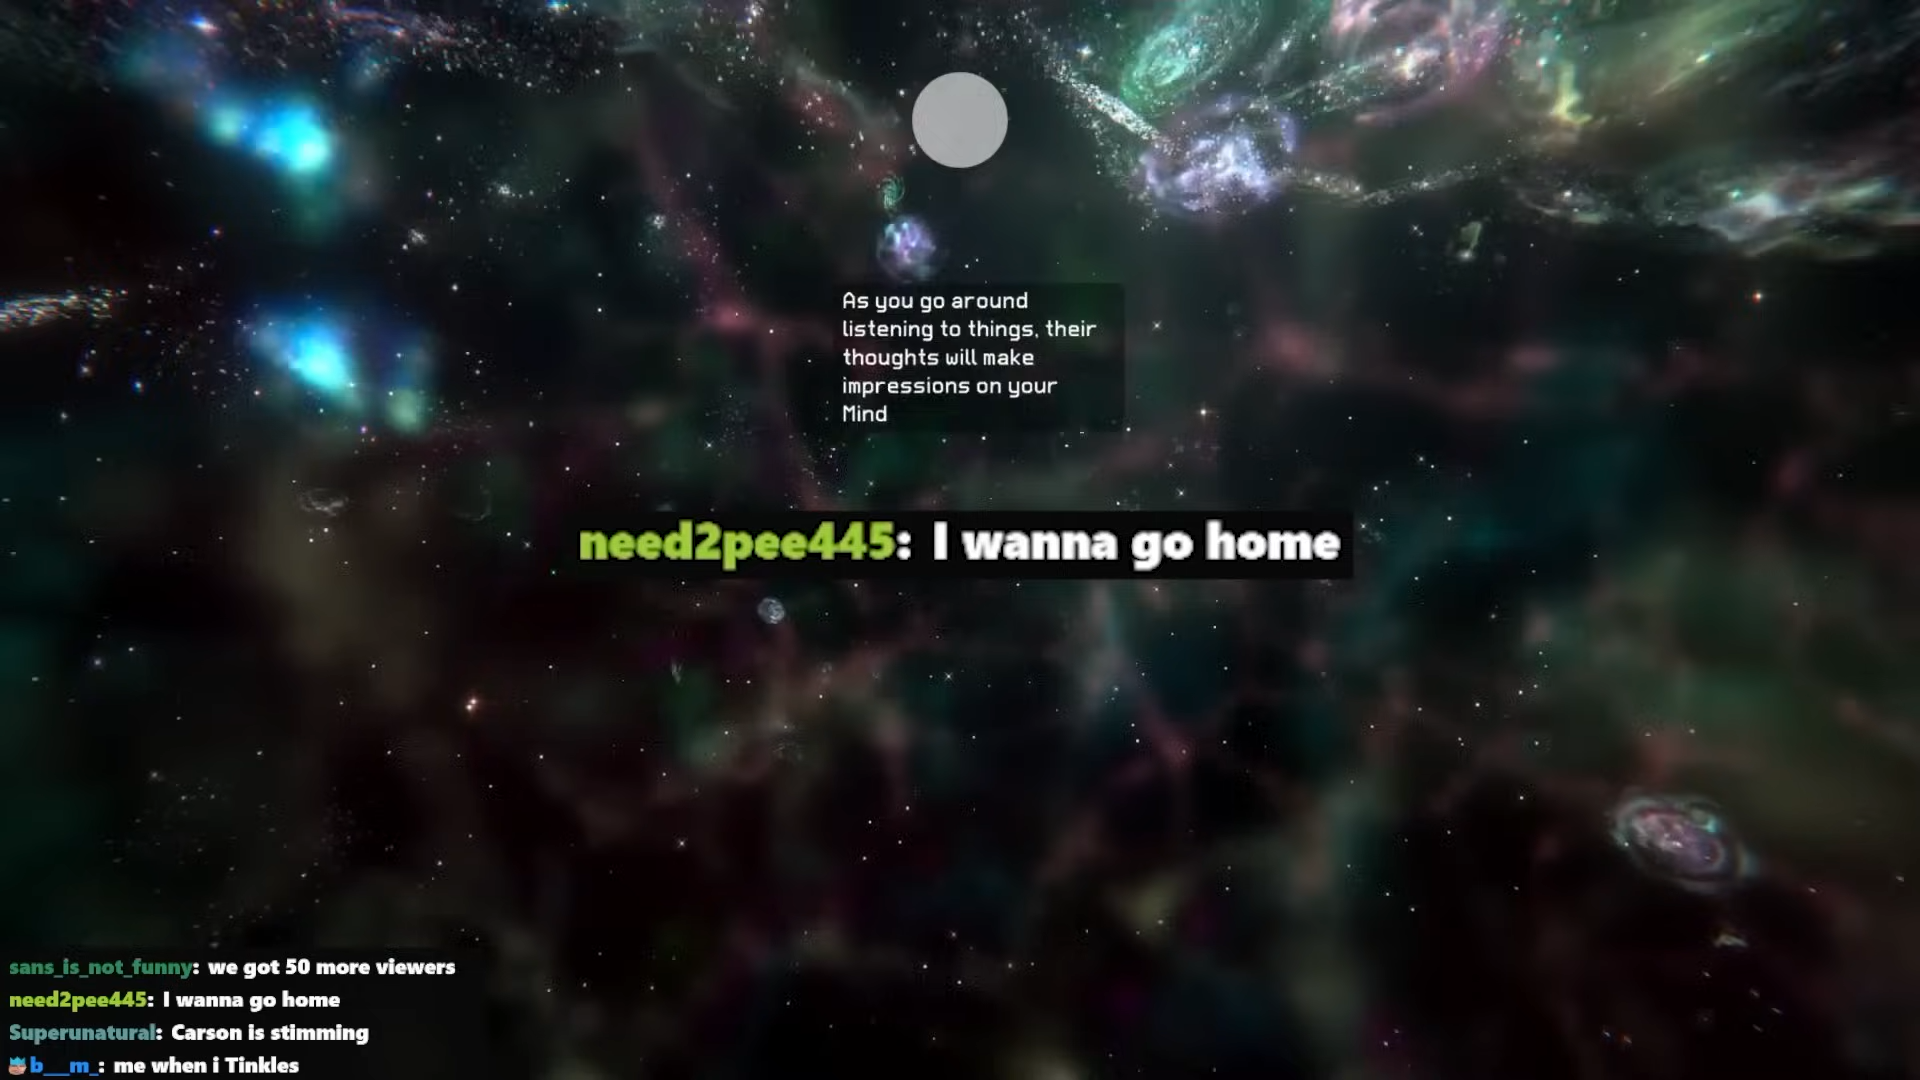 As you go around
listening to things, their
thoughts will make
impressions on your
Mind
need2pee445: I wanna go home
sans_is_not_funny: we got 50 more viewers
need2pee445: I wanna go home
Superunatural: Carson is stimming
b__m_: me when i Tinkles